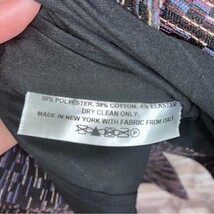 58% POLYESTER, 38% COTTON, 4% ELASTANE
DRY CLEAN ONLY
MADE IN NEW YORK WITH FABRIC FROM ITALY